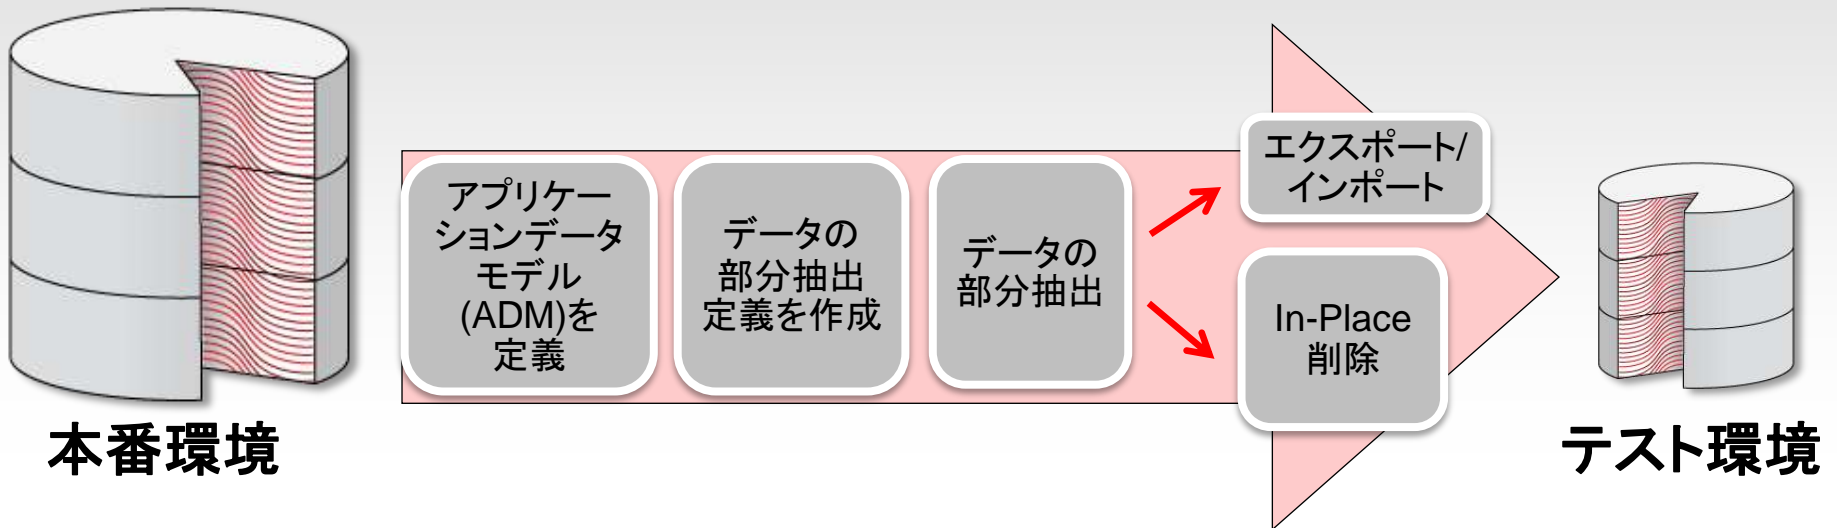 本番環境
アプリケー
ションデータ
モデル
(ADM)を
定義
データの
部分抽出
定義を作成
データの
部分抽出
エクスポート/
インポート
In-Place
削除
テスト環境